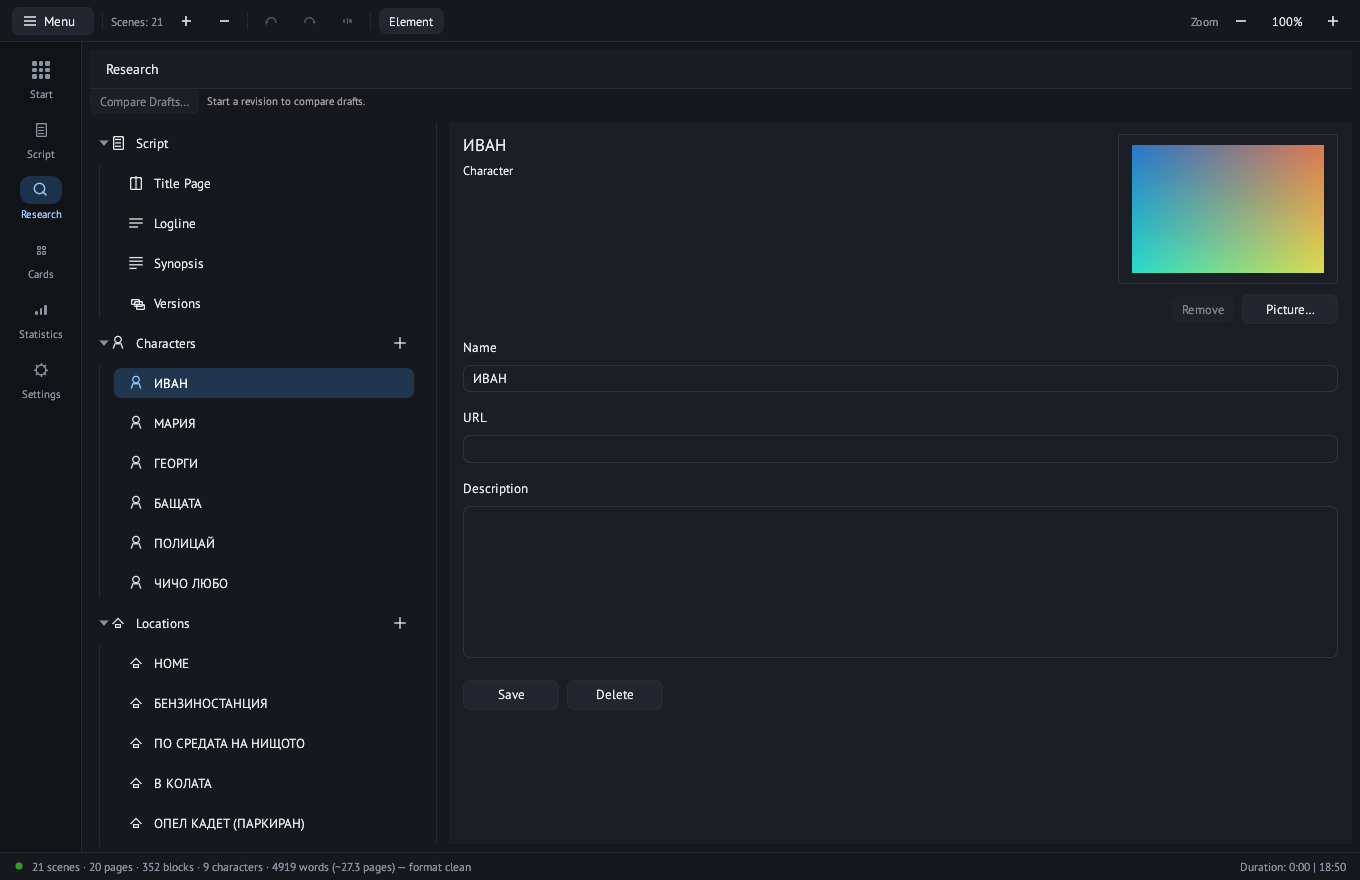 Menu
Scenes: 21
Element
Zoom
100%
Start
Script
Research
Cards
Statistics
Settings
Research
Compare Drafts...
Start a revision to compare drafts.
Script
Title Page
Logline
Synopsis
Versions
Characters
ИВАН
МАРИЯ
ГЕОРГИ
БАЩАТА
ПОЛИЦАЙ
ЧИЧО ЛЮБО
Locations
HOME
БЕНЗИНОСТАНЦИЯ
ПО СРЕДАТА НА НИЩОТО
В КОЛАТА
ОПЕЛ КАДЕТ (ПАРКИРАН)
ИВАН
Character
Remove
Picture...
Name
ИВАН
URL
Description
Save
Delete
21 scenes · 20 pages · 352 blocks · 9 characters · 4919 words (~27.3 pages) — format clean
Duration: 0:00 | 18:50